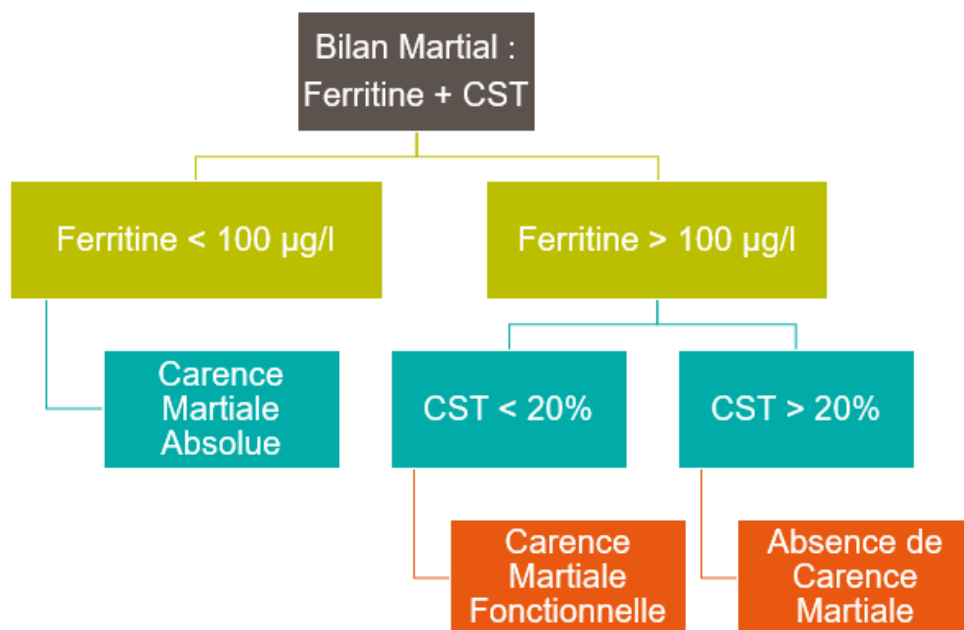 Bilan Martial :
Ferritine + CST
Ferritine < 100 µg/l
Ferritine > 100 µg/l
Carence
Martiale
Absolue
CST < 20%
CST > 20%
Carence
Martiale
Fonctionnelle
Absence de
Carence
Martiale